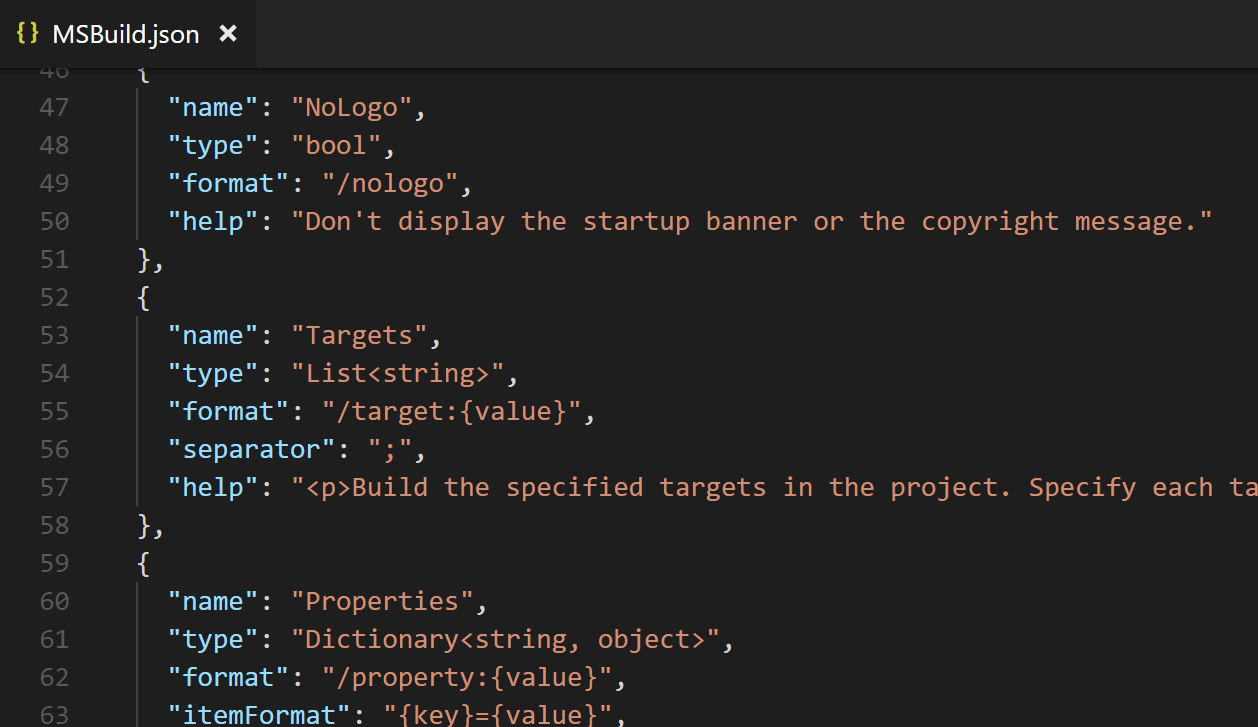 {} MSBuild.json ×
46 {
47 "name": "NoLogo",
48 "type": "bool",
49 "format": "/nologo",
50 "help": "Don't display the startup banner or the copyright message."
51 },
52 {
53 "name": "Targets",
54 "type": "List<string>",
55 "format": "/target:{value}",
56 "separator": ";",
57 "help": "<p>Build the specified targets in the project. Specify each ta
58 },
59 {
60 "name": "Properties",
61 "type": "Dictionary<string, object>",
62 "format": "/property:{value}",
63 "itemFormat": "{key}={value}",